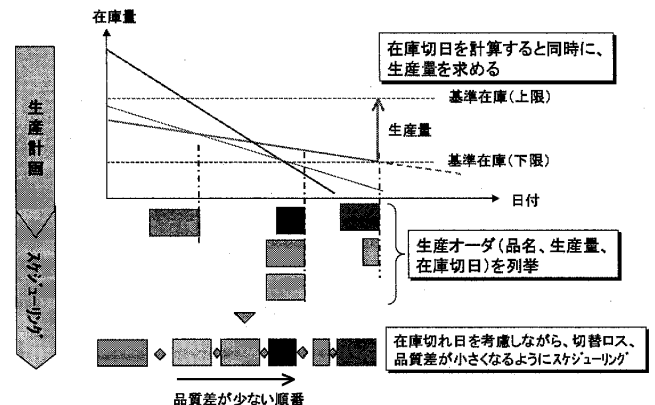 在庫量
在庫切日を計算すると同時に、
生産量を求める
基準在庫(上限)
生産量
基準在庫(下限)
日付
生産計画
生産オーダ(品名、生産量、
在庫切日)を列挙
スケジューリング
在庫切れ日を考慮しながら、切替ロス、
品質差が小さくなるようにスケジューリング
品質差が少ない順番